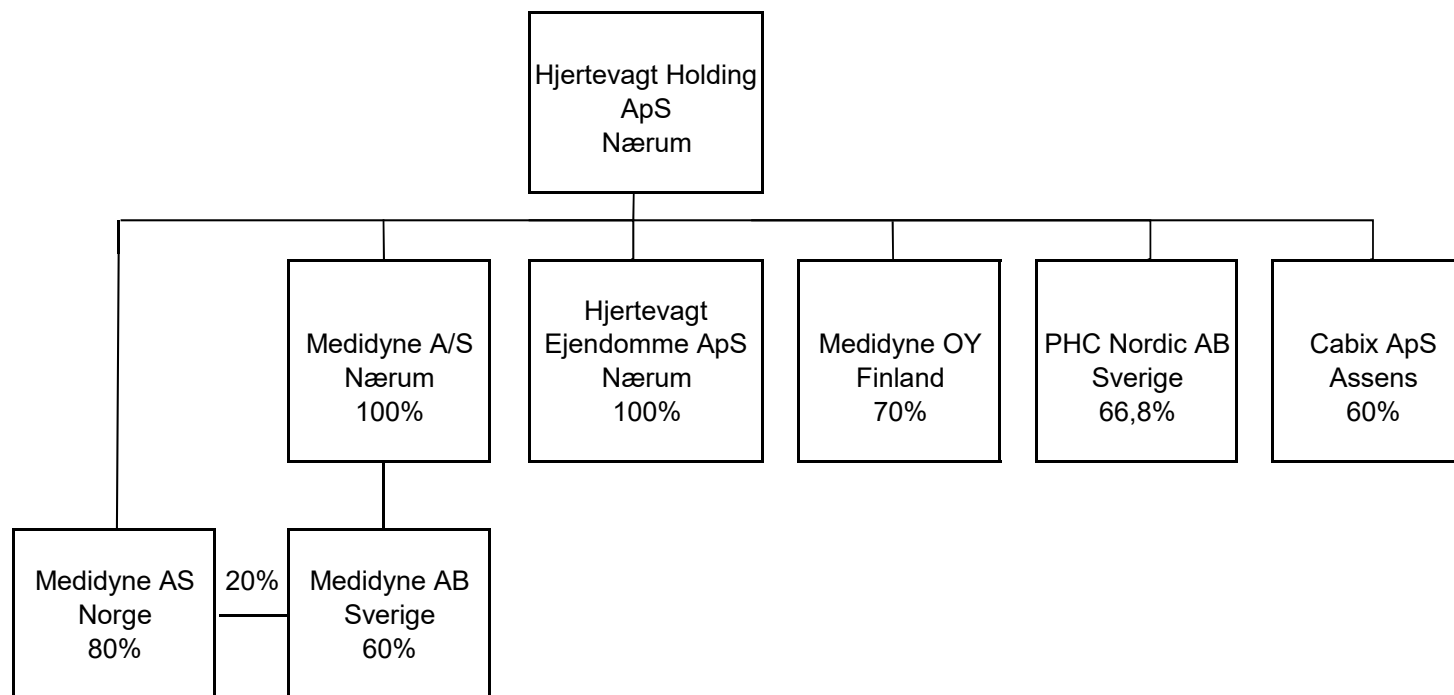 Hjertevagt Holding
ApS
Nærum
Medidyne A/S
Nærum
100%
Hjertevagt
Ejendomme ApS
Nærum
100%
Medidyne OY
Finland
70%
PHC Nordic AB
Sverige
66,8%
Cabix ApS
Assens
60%
Medidyne AS
Norge
80%
20%
Medidyne AB
Sverige
60%